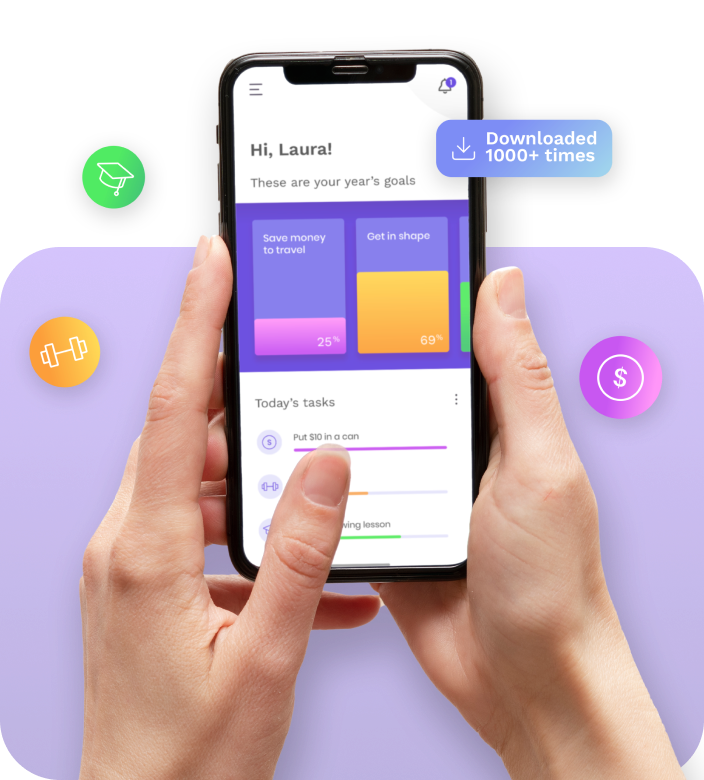 Downloaded
1000+ times
Hi, Laura!
These are your year's goals
Save money
to travel
Get in shape
25%
69%
Today's tasks
Put $10 in a can
lesson